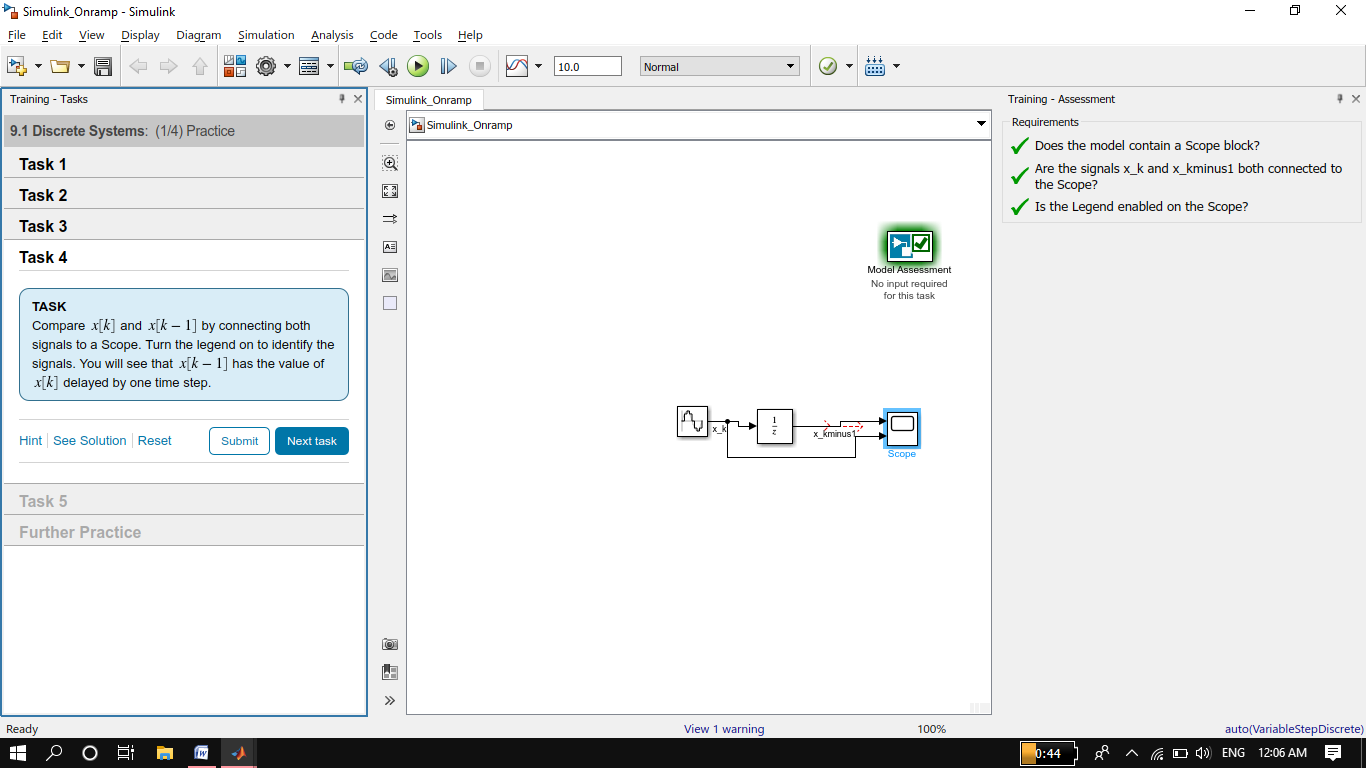 Simulink_Onramp - Simulink
File Edit View Display Diagram Simulation Analysis Code Tools Help
10.0 Normal
Training - Tasks
9.1 Discrete Systems: (1/4) Practice
Task 1
Task 2
Task 3
Task 4
TASK
Compare x[k] and x[k − 1] by connecting both
signals to a Scope. Turn the legend on to identify the
signals. You will see that x[k − 1] has the value of
x[k] delayed by one time step.
Hint See Solution Reset Submit Next task
Task 5
Further Practice
Simulink_Onramp
Simulink_Onramp
Model Assessment
No input required
for this task
x_k
1
z
x_kminus1
Scope
Training - Assessment
Requirements
Does the model contain a Scope block?
Are the signals x_k and x_kminus1 both connected to
the Scope?
Is the Legend enabled on the Scope?
Ready View 1 warning 100% auto(VariableStepDiscrete)
0:44 ENG 12:06 AM